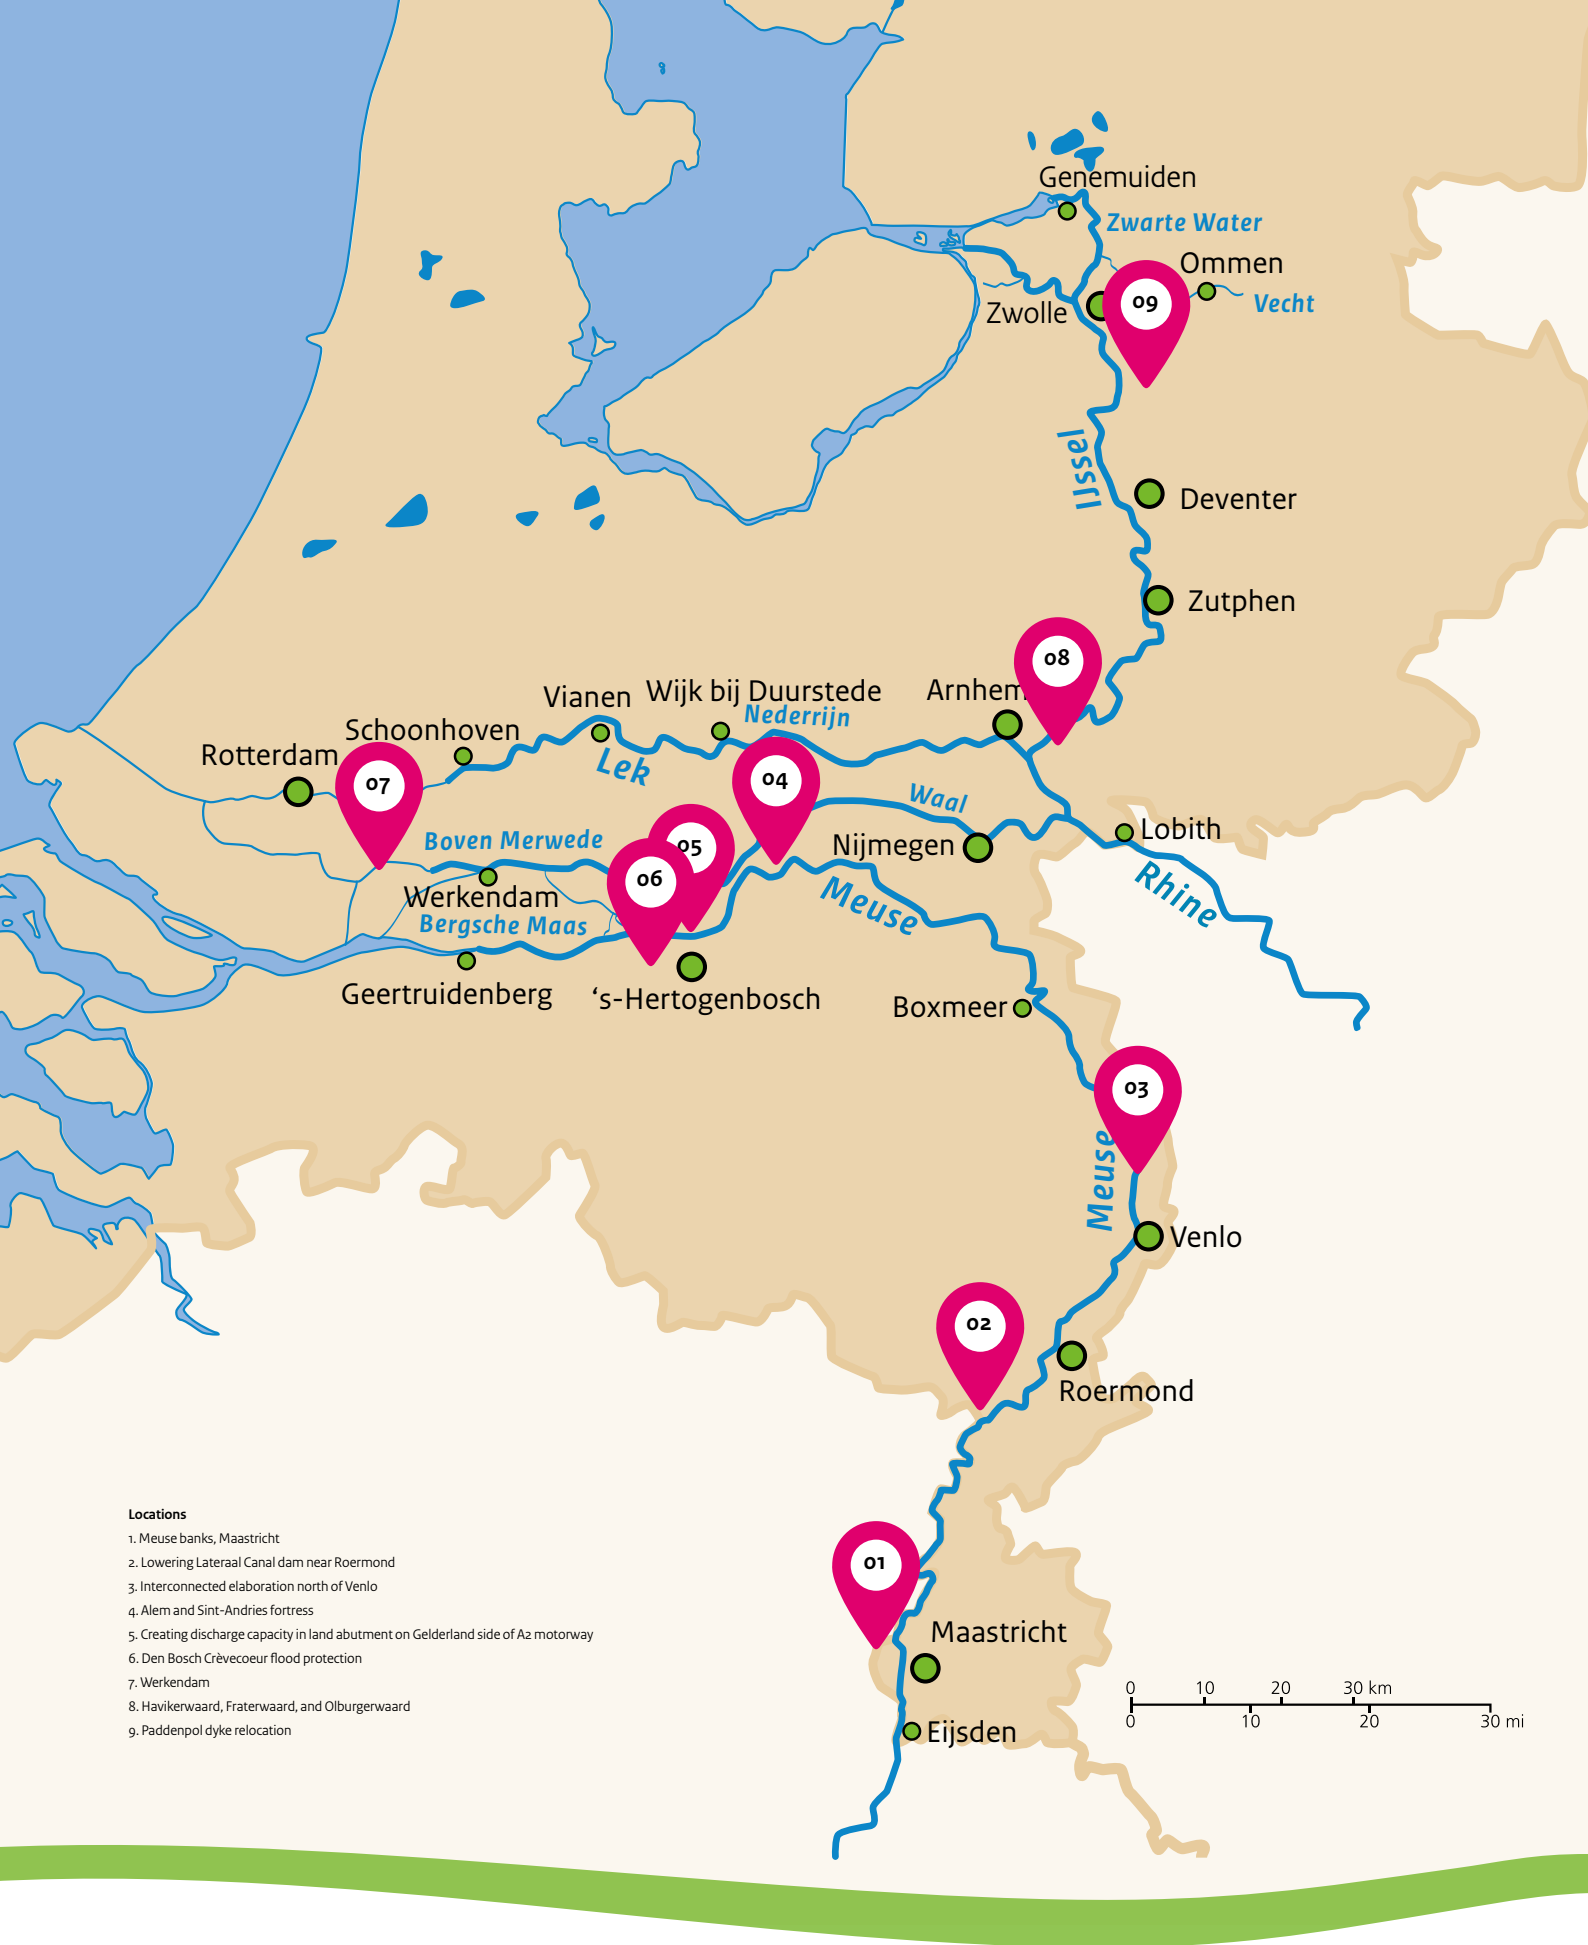 Genemuiden
Zwarte Water
Ommen
Vecht
Zwolle
09
IJssel
Deventer
Zutphen
08
Arnhem
Wijk bij Duurstede
Vianen
Nederrijn
Schoonhoven
Rotterdam
Lek
07
04
Waal
Lobith
Boven Merwede
05
Nijmegen
06
Rhine
Werkendam
Meuse
Bergsche Maas
Geertruidenberg
‘s-Hertogenbosch
Boxmeer
03
Meuse
Venlo
02
Roermond
Locations
1. Meuse banks, Maastricht
2. Lowering Lateraal Canal dam near Roermond
3. Interconnected elaboration north of Venlo
4. Alem and Sint-Andries fortress
5. Creating discharge capacity in land abutment on Gelderland side of A2 motorway
6. Den Bosch Crèvecoeur flood protection
7. Werkendam
8. Havikerwaard, Fraterwaard, and Olburgerwaard
9. Paddenpol dyke relocation
01
Maastricht
Eijsden
0 10 20 30 km
0 10 20 30 mi